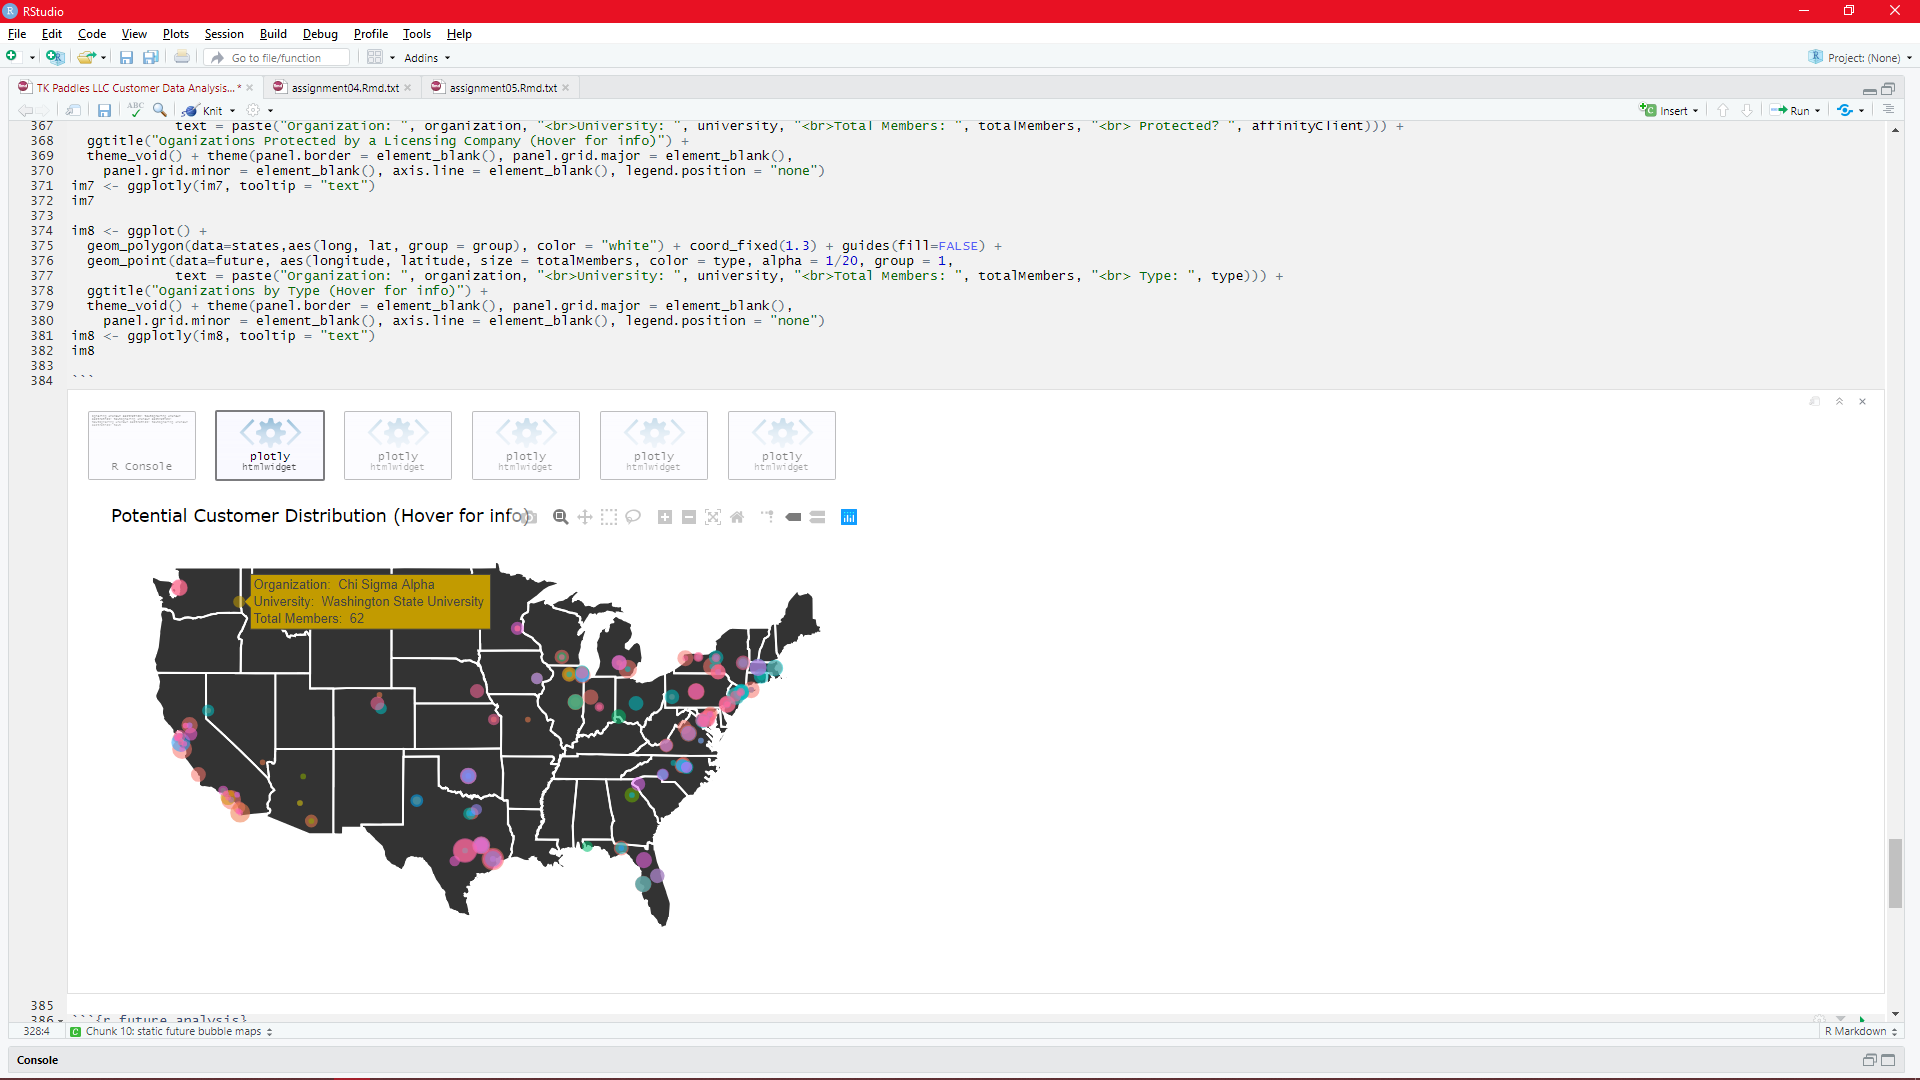 RStudio
File Edit Code View Plots Session Build Debug Profile Tools Help
Go to file/function Addins Project: (None)
TK Paddles LLC Customer Data Analysis...* assignment04.Rmd.txt assignment05.Rmd.txt
ABC Knit Insert Run
367 text = paste("Organization: ", organization, "<br>University: ", university, "<br>Total Members: ", totalMembers, "<br> Protected? ", affinityClient))) +
368 ggtitle("Oganizations Protected by a Licensing Company (Hover for info)") +
369 theme_void() + theme(panel.border = element_blank(), panel.grid.major = element_blank(),
370 panel.grid.minor = element_blank(), axis.line = element_blank(), legend.position = "none")
371 im7 <- ggplotly(im7, tooltip = "text")
372 im7
373
374 im8 <- ggplot() +
375 geom_polygon(data=states,aes(long, lat, group = group), color = "white") + coord_fixed(1.3) + guides(fill=FALSE) +
376 geom_point(data=future, aes(longitude, latitude, size = totalMembers, color = type, alpha = 1/20, group = 1,
377 text = paste("Organization: ", organization, "<br>University: ", university, "<br>Total Members: ", totalMembers, "<br> Type: ", type))) +
378 ggtitle("Oganizations by Type (Hover for info)") +
379 theme_void() + theme(panel.border = element_blank(), panel.grid.major = element_blank(),
380 panel.grid.minor = element_blank(), axis.line = element_blank(), legend.position = "none")
381 im8 <- ggplotly(im8, tooltip = "text")
382 im8
383
384 ```
R Console
plotly
htmlwidget
plotly
htmlwidget
plotly
htmlwidget
plotly
htmlwidget
plotly
htmlwidget
Potential Customer Distribution (Hover for info)
Organization: Chi Sigma Alpha
University: Washington State University
Total Members: 62
385
386 ```{r future analysis}
328:4 Chunk 10: static future bubble maps R Markdown
Console